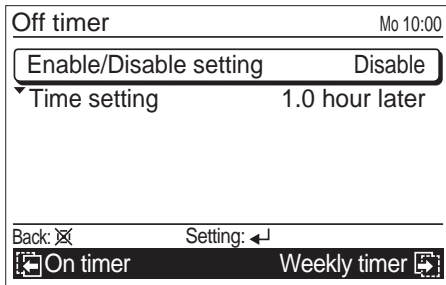 Off timer Mo 10:00
Enable/Disable setting Disable
Time setting 1.0 hour later
Back: Setting:
On timer Weekly timer